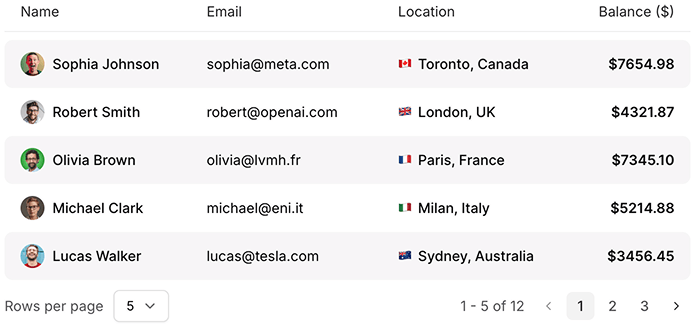 Name Email Location Balance ($)
Sophia Johnson sophia@meta.com Toronto, Canada $7654.98
Robert Smith robert@openai.com London, UK $4321.87
Olivia Brown olivia@lvmh.fr Paris, France $7345.10
Michael Clark michael@eni.it Milan, Italy $5214.88
Lucas Walker lucas@tesla.com Sydney, Australia $3456.45
Rows per page 5 1 - 5 of 12 1 2 3